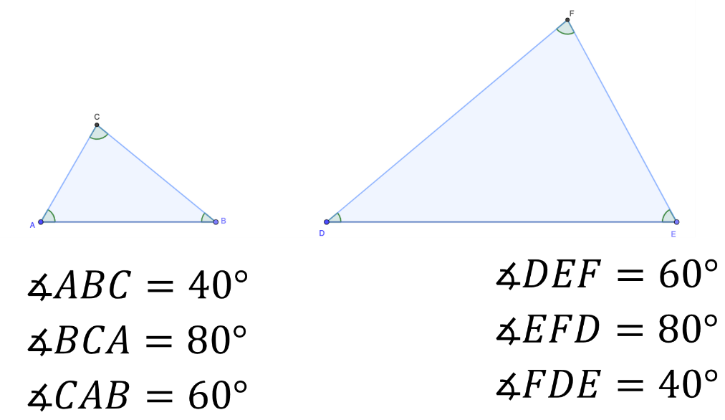 F
C
A
B
D
E
∡ABC = 40°
∡BCA = 80°
∡CAB = 60°
∡DEF = 60°
∡EFD = 80°
∡FDE = 40°